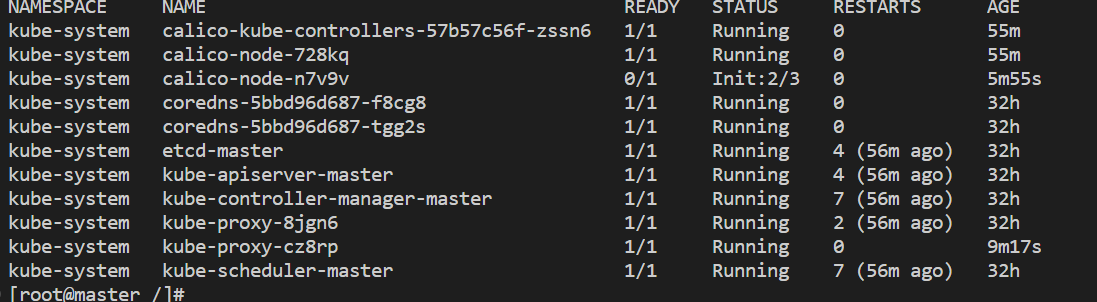 NAMESPACE NAME READY STATUS RESTARTS AGE
kube-system calico-kube-controllers-57b57c56f-zssn6 1/1 Running 0 55m
kube-system calico-node-728kq 1/1 Running 0 55m
kube-system calico-node-n7v9v 0/1 Init:2/3 0 5m55s
kube-system coredns-5bbd96d687-f8cg8 1/1 Running 0 32h
kube-system coredns-5bbd96d687-tgg2s 1/1 Running 0 32h
kube-system etcd-master 1/1 Running 4 (56m ago) 32h
kube-system kube-apiserver-master 1/1 Running 4 (56m ago) 32h
kube-system kube-controller-manager-master 1/1 Running 7 (56m ago) 32h
kube-system kube-proxy-8jgn6 1/1 Running 2 (56m ago) 32h
kube-system kube-proxy-cz8rp 1/1 Running 0 9m17s
kube-system kube-scheduler-master 1/1 Running 7 (56m ago) 32h
[root@master /]#